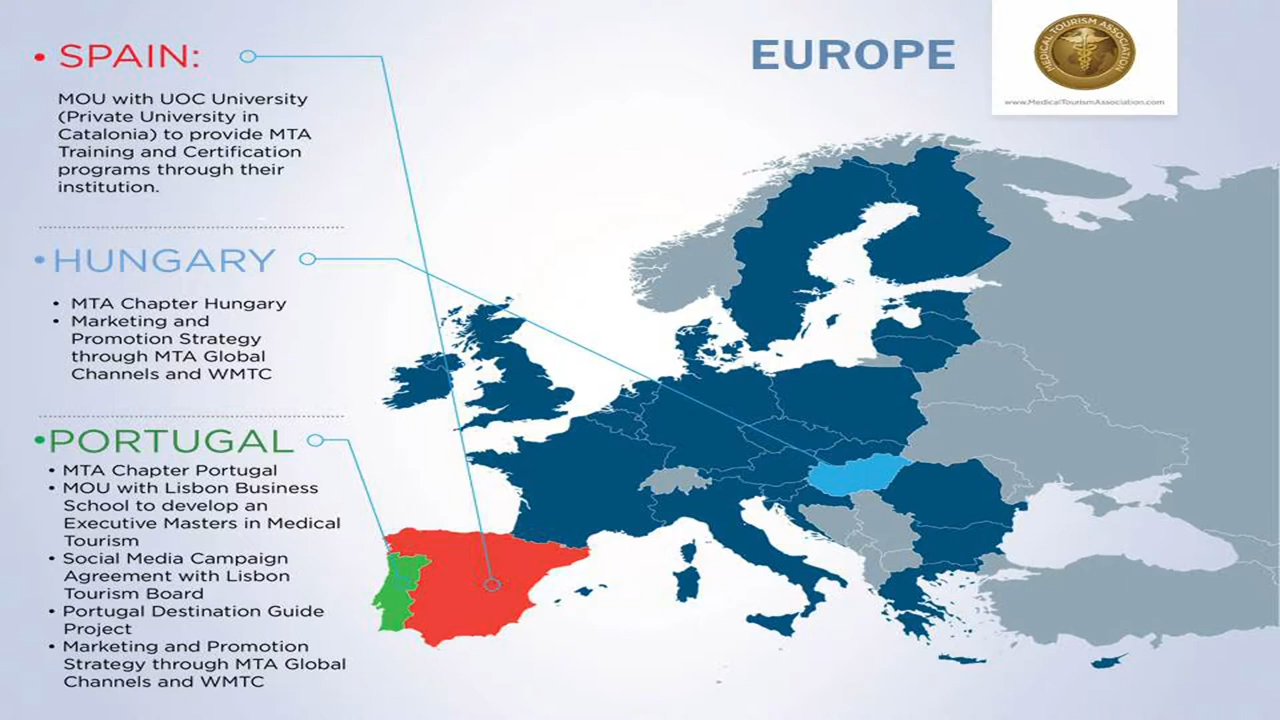 • SPAIN:
MOU with UOC University
(Private University in
Catalonia) to provide MTA
Training and Certification
programs through their
institution.
• HUNGARY
• MTA Chapter Hungary
• Marketing and
Promotion Strategy
through MTA Global
Channels and WMTC
• PORTUGAL
• MTA Chapter Portugal
• MOU with Lisbon Business
School to develop an
Executive Masters in Medical
Tourism
• Social Media Campaign
Agreement with Lisbon
Tourism Board
• Portugal Destination Guide
Project
• Marketing and Promotion
Strategy through MTA Global
Channels and WMTC
EUROPE
MEDICAL TOURISM ASSOCIATION
www.MedicalTourismAssociation.com